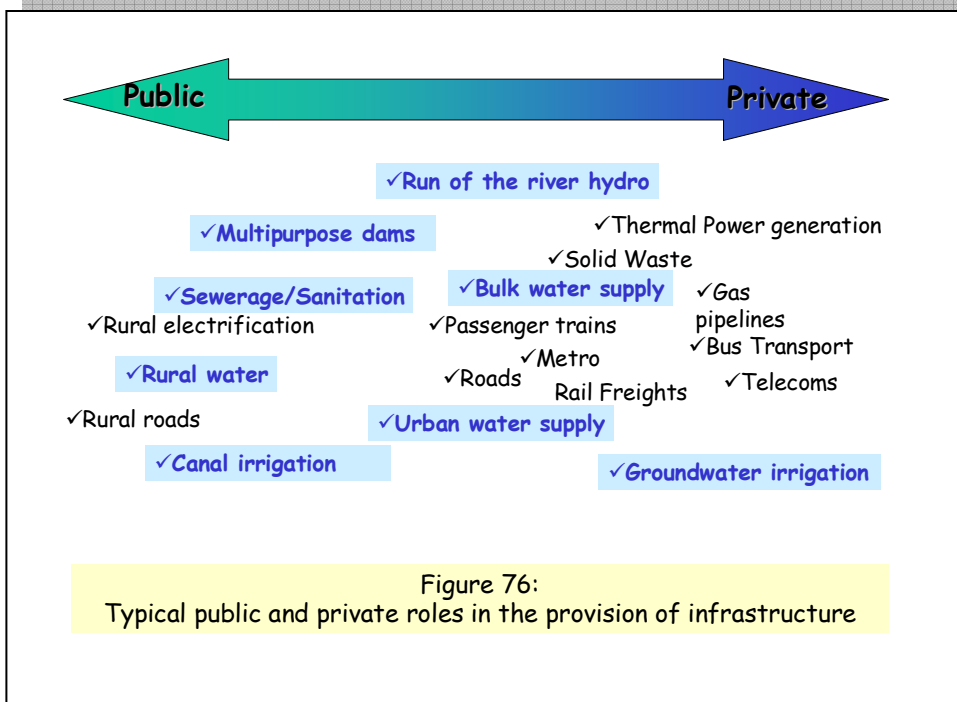 Public
Private
✓Run of the river hydro
✓Multipurpose dams
✓Thermal Power generation
✓Solid Waste
✓Sewerage/Sanitation
✓Bulk water supply
✓Gas
pipelines
✓Rural electrification
✓Passenger trains
✓Bus Transport
✓Metro
✓Rural water
✓Roads
Rail Freights
✓Telecoms
✓Rural roads
✓Urban water supply
✓Canal irrigation
✓Groundwater irrigation
Figure 76:
Typical public and private roles in the provision of infrastructure